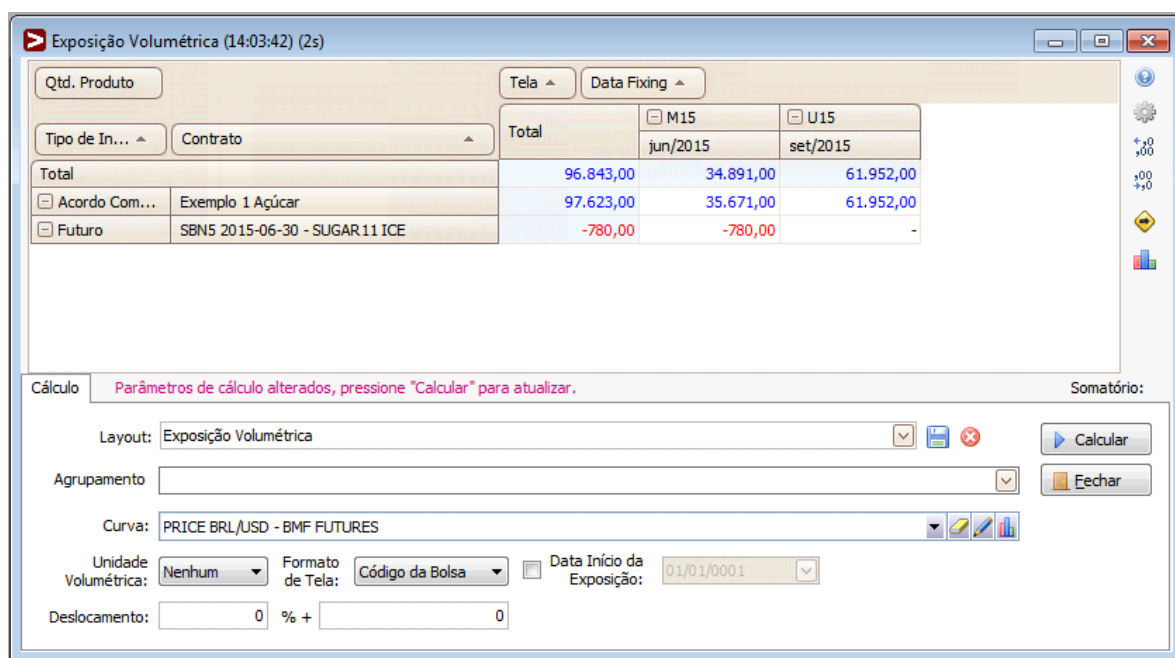 Exposição Volumétrica (14:03:42) (2s)
Qtd. Produto
Tela
Data Fixing
Tipo de In...
Contrato
Total
M15
U15
jun/2015
set/2015
Total 96.843,00 34.891,00 61.952,00
Acordo Com... Exemplo 1 Açúcar 97.623,00 35.671,00 61.952,00
Futuro SBN5 2015-06-30 - SUGAR11 ICE -780,00 -780,00 -
Cálculo Parâmetros de cálculo alterados, pressione "Calcular" para atualizar. Somatório:
Layout: Exposição Volumétrica
Calcular
Agrupamento
Fechar
Curva: PRICE BRL/USD - BMF FUTURES
Unidade Volumétrica: Nenhum
Formato de Tela: Código da Bolsa
Data Início da Exposição: 01/01/0001
Deslocamento: 0 % + 0